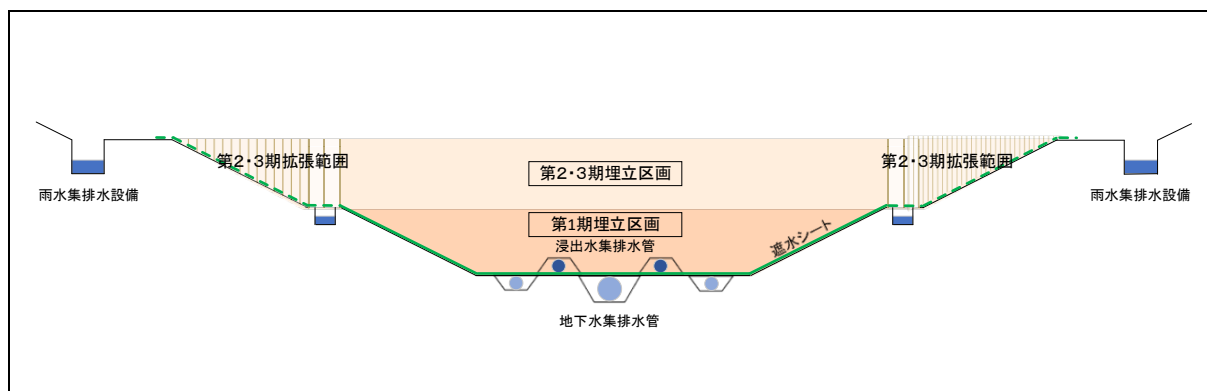 第2・3期拡張範囲
第2・3期拡張範囲
第2・3期埋立区画
雨水集排水設備
雨水集排水設備
第1期埋立区画
浸出水集排水管
遮水シート
地下水集排水管